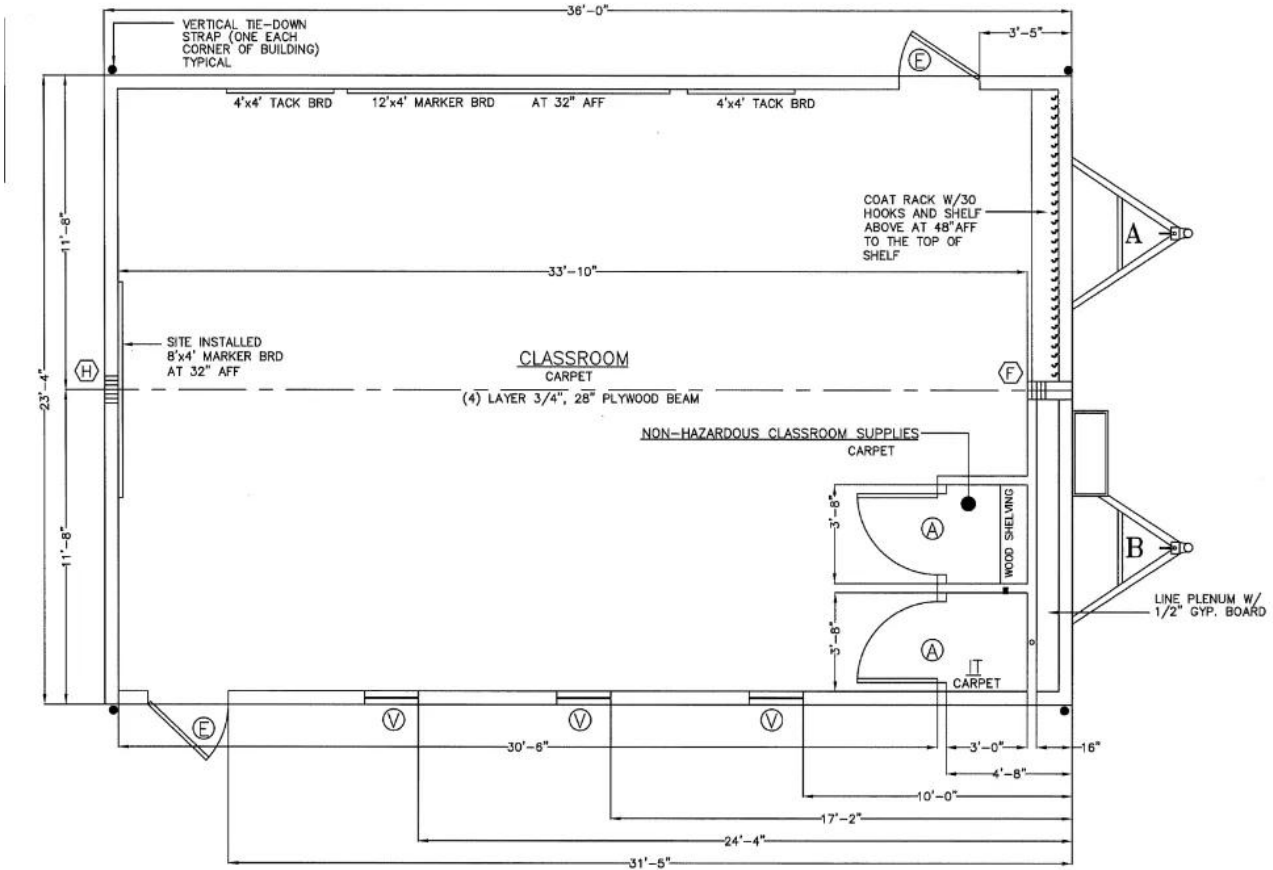 36'-0"
VERTICAL TIE-DOWN
STRAP (ONE EACH
CORNER OF BUILDING)
TYPICAL
3'-5"
E
4'x4' TACK BRD
12'x4' MARKER BRD
AT 32" AFF
4'x4' TACK BRD
COAT RACK W/30
HOOKS AND SHELF
ABOVE AT 48"AFF
TO THE TOP OF
SHELF
A
11'-8"
33'-10"
SITE INSTALLED
8'x4' MARKER BRD
AT 32" AFF
H
CLASSROOM
CARPET
F
23'-4"
(4) LAYER 3/4", 28" PLYWOOD BEAM
NON-HAZARDOUS CLASSROOM SUPPLIES
CARPET
3'-8"
A
WOOD SHELVING
B
11'-8"
LINE PLENUM W/
1/2" GYP. BOARD
3'-8"
A
IT
CARPET
E
V
V
V
30'-6"
3'-0"
16"
4'-8"
10'-0"
17'-2"
24'-4"
31'-5"